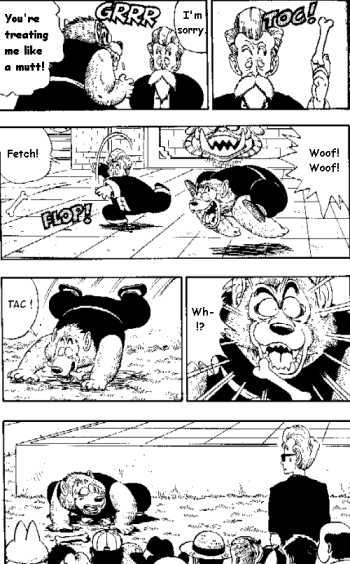 You're
treating
me like
a mutt!
GRRR
I'm
sorry.
TOC!
Fetch!
FLOP!
Woof!
Woof!
TAC!
Wh-
!?